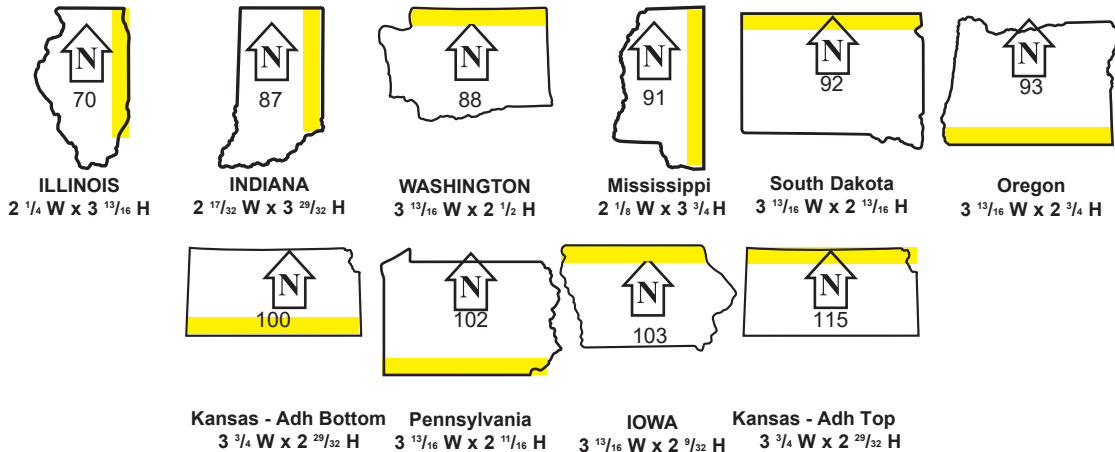 N N N N N N
70 87 88 91 92 93
ILLINOIS INDIANA WASHINGTON Mississippi South Dakota Oregon
2 1/4 W x 3 13/16 H 2 17/32 W x 3 29/32 H 3 13/16 W x 2 1/2 H 2 1/8 W x 3 3/4 H 3 13/16 W x 2 13/16 H 3 13/16 W x 2 3/4 H
N N N N
100 102 103 115
Kansas - Adh Bottom Pennsylvania IOWA Kansas - Adh Top
3 3/4 W x 2 29/32 H 3 13/16 W x 2 11/16 H 3 13/16 W x 2 9/32 H 3 3/4 W x 2 29/32 H